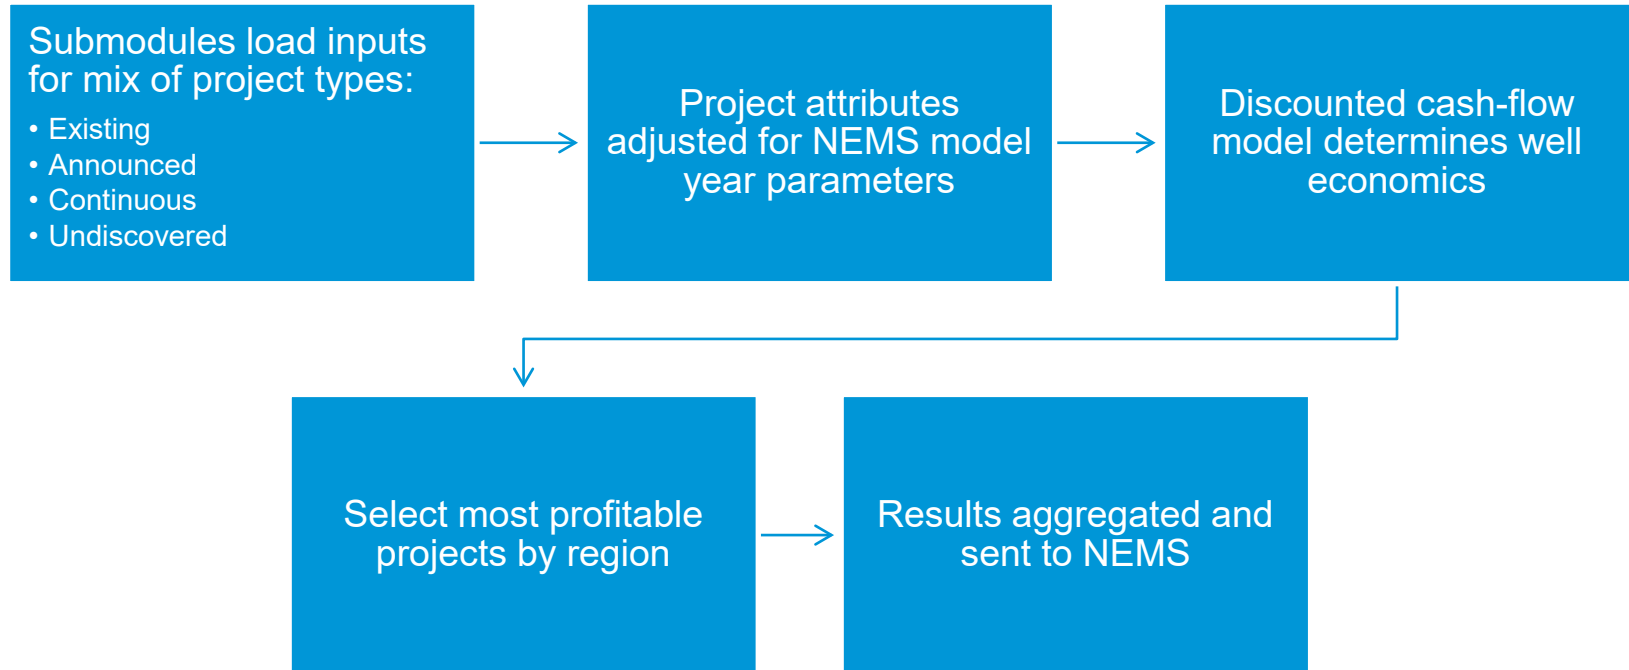 Submodules load inputs
for mix of project types:
• Existing
• Announced
• Continuous
• Undiscovered
Project attributes
adjusted for NEMS model
year parameters
Discounted cash-flow
model determines well
economics
Select most profitable
projects by region
Results aggregated and
sent to NEMS